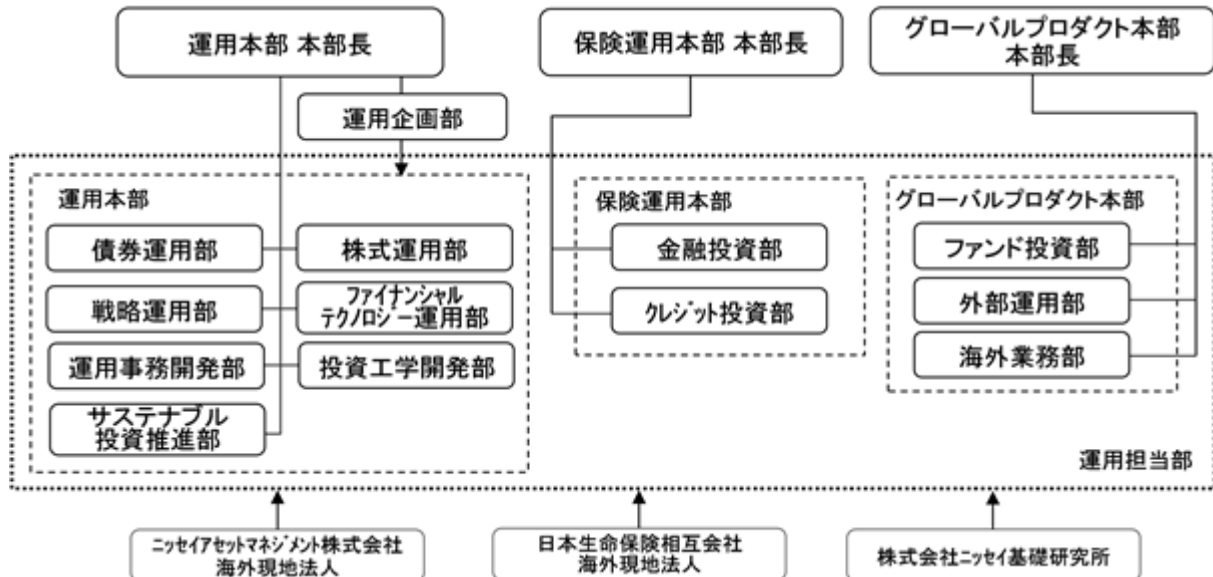 運用本部 本部長
保険運用本部 本部長
グローバルプロダクト本部
本部長
運用企画部
運用本部
債券運用部
株式運用部
戦略運用部
ファイナンシャル
テクノロジー運用部
運用事務開発部
投資工学開発部
サステナブル
投資推進部
保険運用本部
金融投資部
クレジット投資部
グローバルプロダクト本部
ファンド投資部
外部運用部
海外業務部
運用担当部
ニッセイアセットマネジメント株式会社
海外現地法人
日本生命保険相互会社
海外現地法人
株式会社ニッセイ基礎研究所